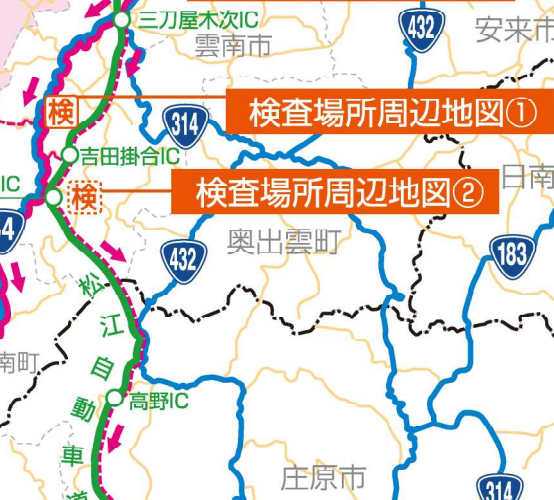 三刀屋木次IC
432
安来市
雲南市
検
314
検査場所周辺地図①
吉田掛合IC
IC
検
検査場所周辺地図②
日南
4
432
奥出雲町
183
松江自動車道
南町
高野IC
庄原市
314